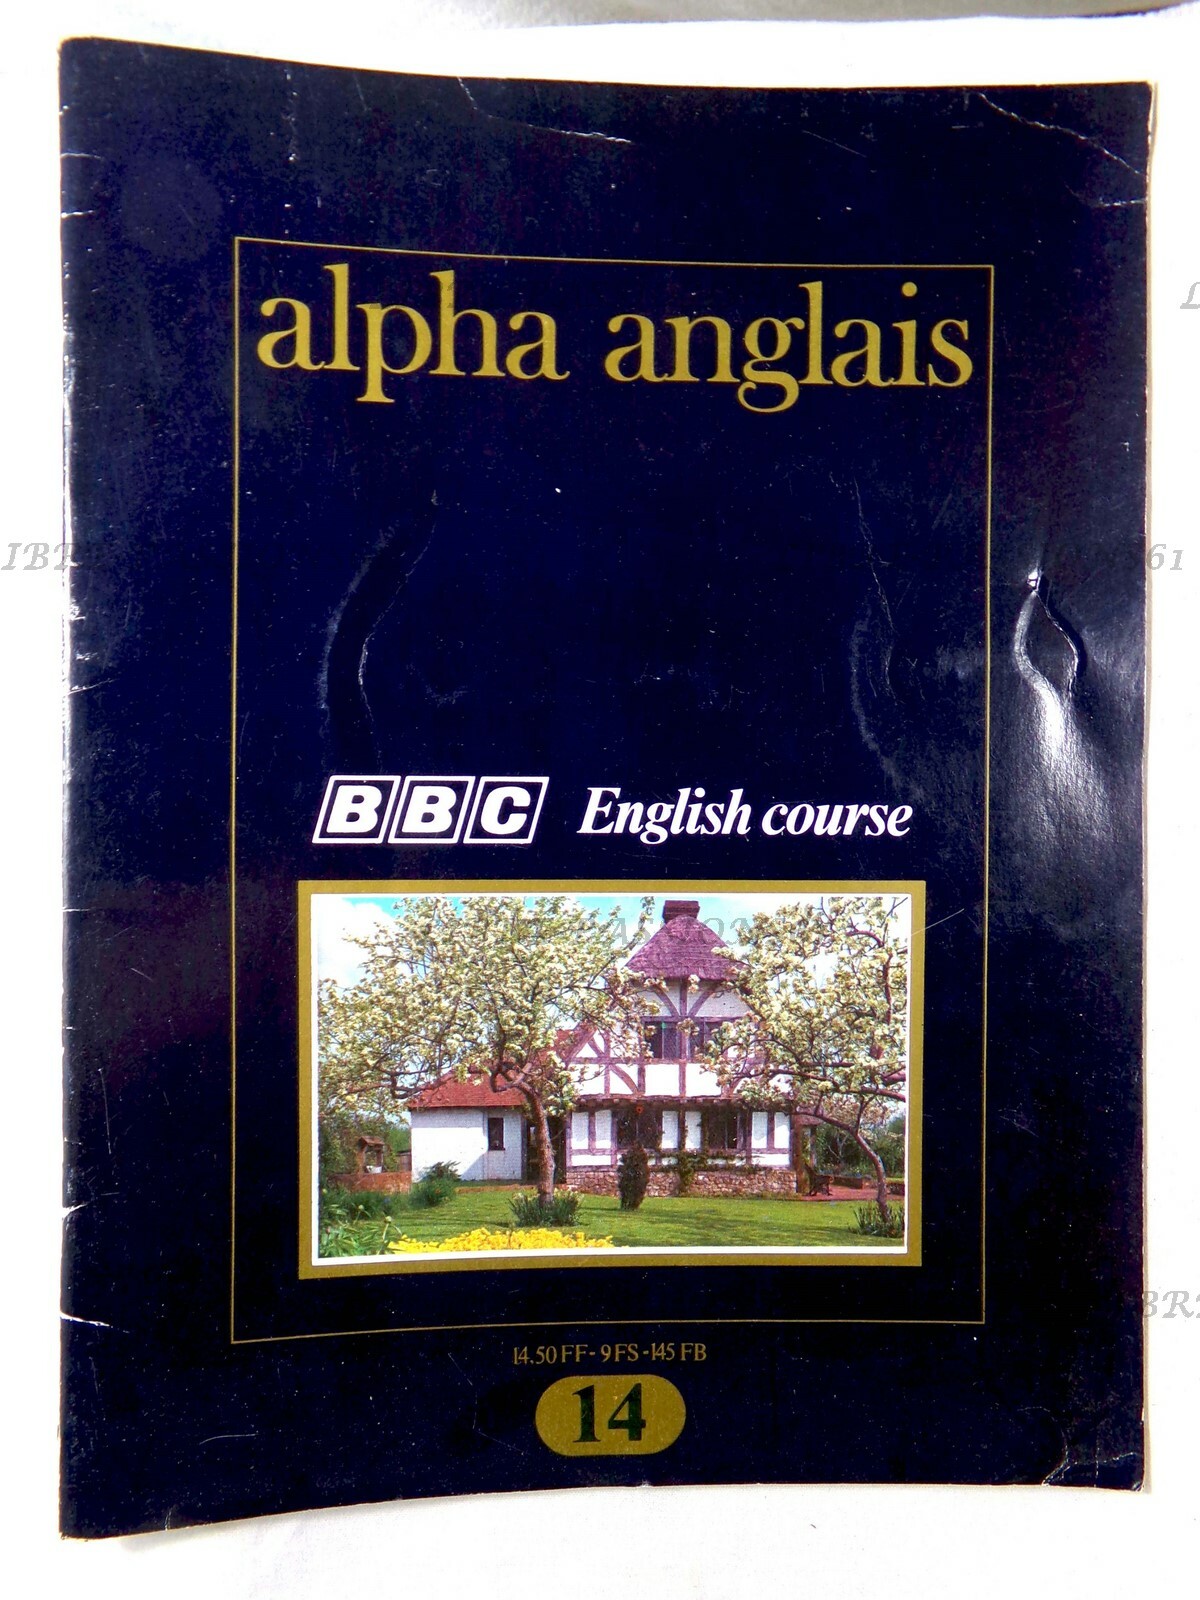 alpha anglais
BBC English course
14.50 FF - 9 FS - 145 FB
14